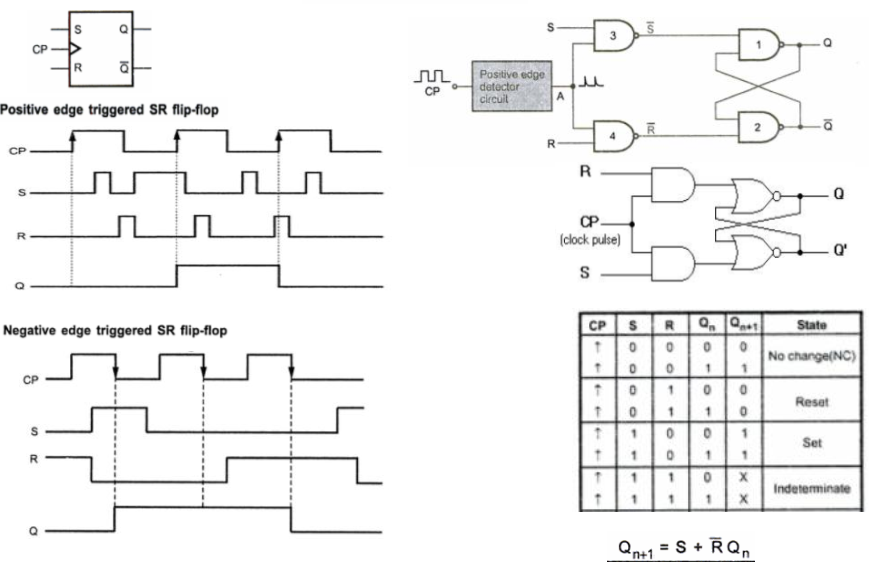 S Q
CP
R Q̅
Positive edge triggered SR flip-flop
CP
S
R
Q
Negative edge triggered SR flip-flop
CP
S
R
Q
S 3 S̅ 1 Q
CP
Positive edge
detector
circuit
A
R 4 R̅ 2 Q̅
R
Q
CP
(clock pulse)
Q'
S
CP S R Qn Qn+1 State
↑ 0 0 0 0 No change(NC)
↑ 0 0 1 1
↑ 0 1 0 0 Reset
↑ 0 1 1 0
↑ 1 0 0 1 Set
↑ 1 0 1 1
↑ 1 1 0 X Indeterminate
↑ 1 1 1 X
Qn+1 = S + R̅ Qn